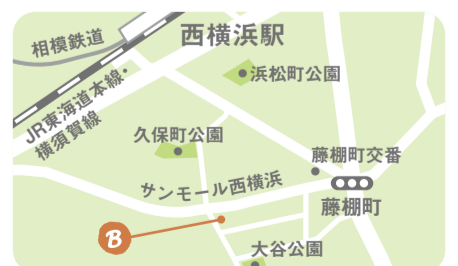 西横浜駅
相模鉄道
浜松町公園
JR東海道本線・
横須賀線
久保町公園
藤棚町交番
サンモール西横浜
藤棚町
B
大谷公園